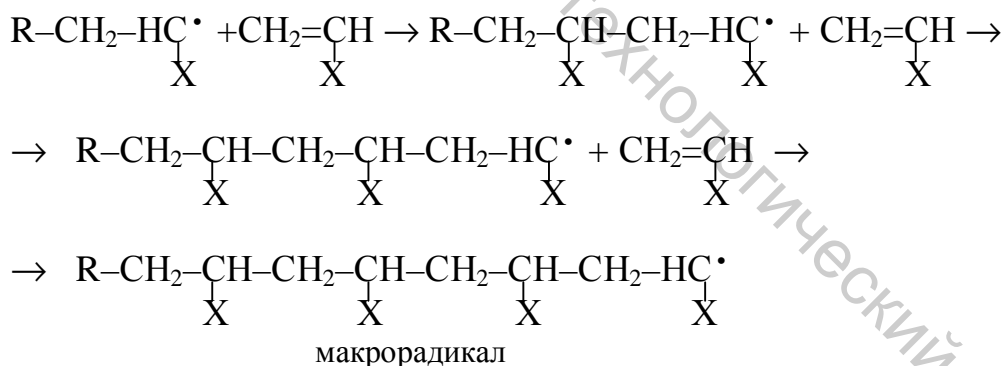 R–CH₂–HC• +CH₂=CH → R–CH₂–CH–CH₂–HC• + CH₂=CH →
X X X X X
→ R–CH₂–CH–CH₂–CH–CH₂–HC• + CH₂=CH →
X X X X
→ R–CH₂–CH–CH₂–CH–CH₂–CH–CH₂–HC•
X X X X
макрорадикал
технологический